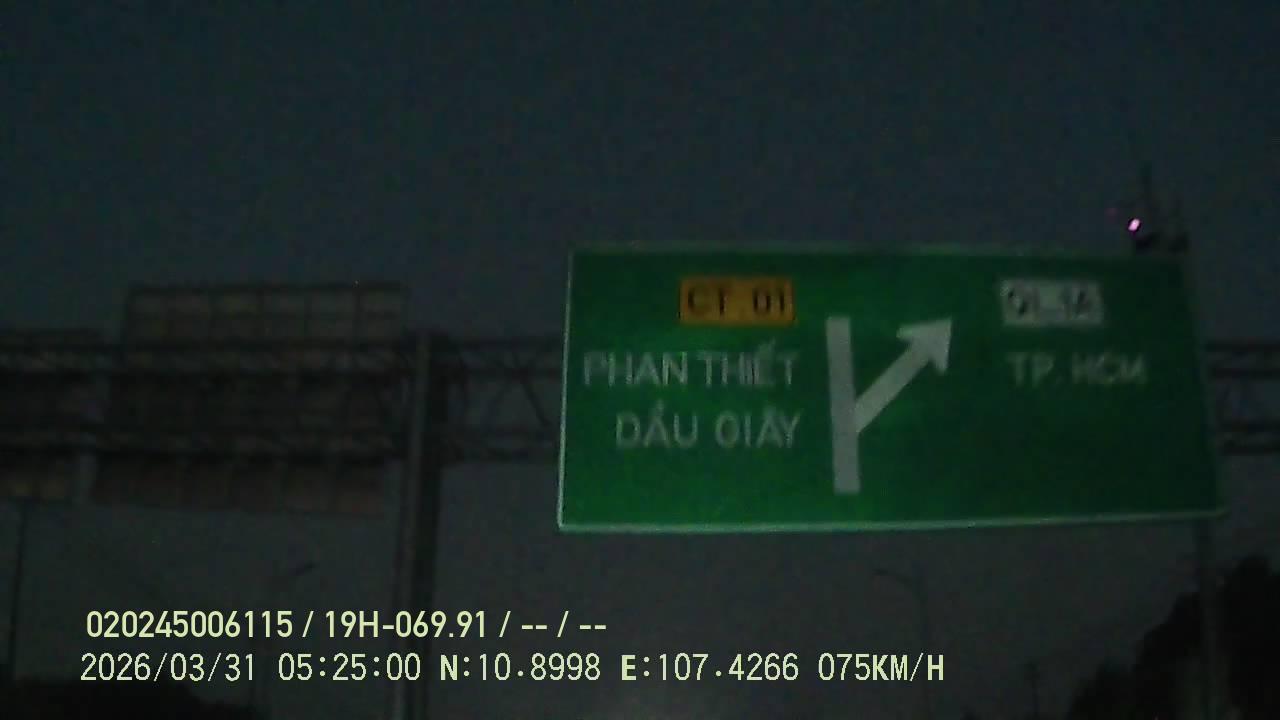 CT.01
PHAN THIẾT
DẦU GIÂY
QL.1A
TP. HCM
020245006115 / 19H-069.91 / -- / --
2026/03/31 05:25:00 N:10.8998 E:107.4266 075KM/H